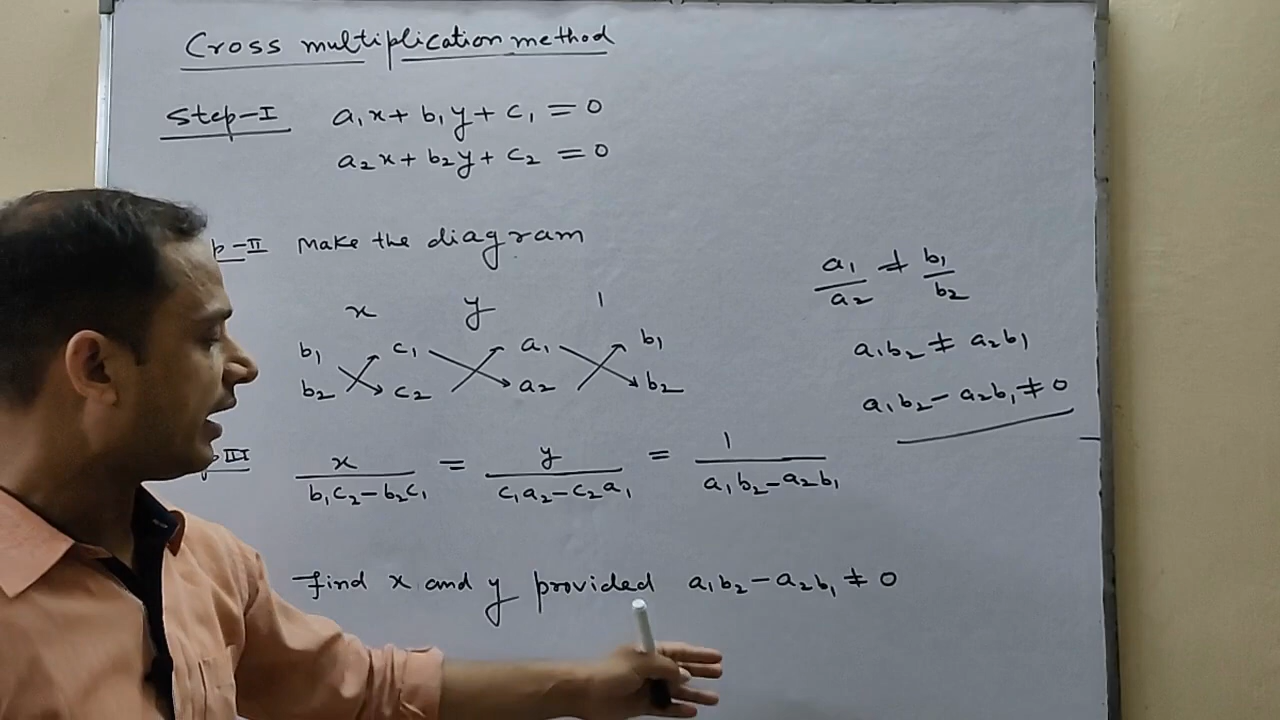 Cross multiplication method
Step-I a₁x + b₁y + c₁ = 0
a₂x + b₂y + c₂ = 0
p-II Make the diagram
x y 1
b₁ c₁ a₁ b₁
b₂ c₂ a₂ b₂
a₁/a₂ ≠ b₁/b₂
a₁b₂ ≠ a₂b₁
a₁b₂ - a₂b₁ ≠ 0
p III x/(b₁c₂-b₂c₁) = y/(c₁a₂-c₂a₁) = 1/(a₁b₂-a₂b₁)
find x and y provided a₁b₂-a₂b₁ ≠ 0